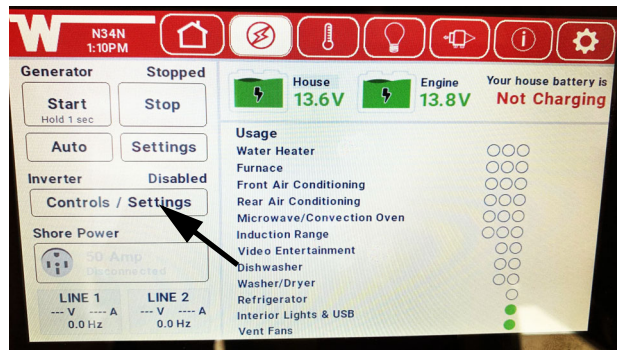 W
N34N
1:10PM
Generator Stopped
Start
Hold 1 sec
Stop
Auto
Settings
Inverter Disabled
Controls / Settings
Shore Power
50 Amp
Disconnected
LINE 1
--- V ---- A
0.0 Hz
LINE 2
--- V ---- A
0.0 Hz
House
13.6V
Engine
13.8V
Your house battery is
Not Charging
Usage
Water Heater
Furnace
Front Air Conditioning
Rear Air Conditioning
Microwave/Convection Oven
Induction Range
Video Entertainment
Dishwasher
Washer/Dryer
Refrigerator
Interior Lights & USB
Vent Fans